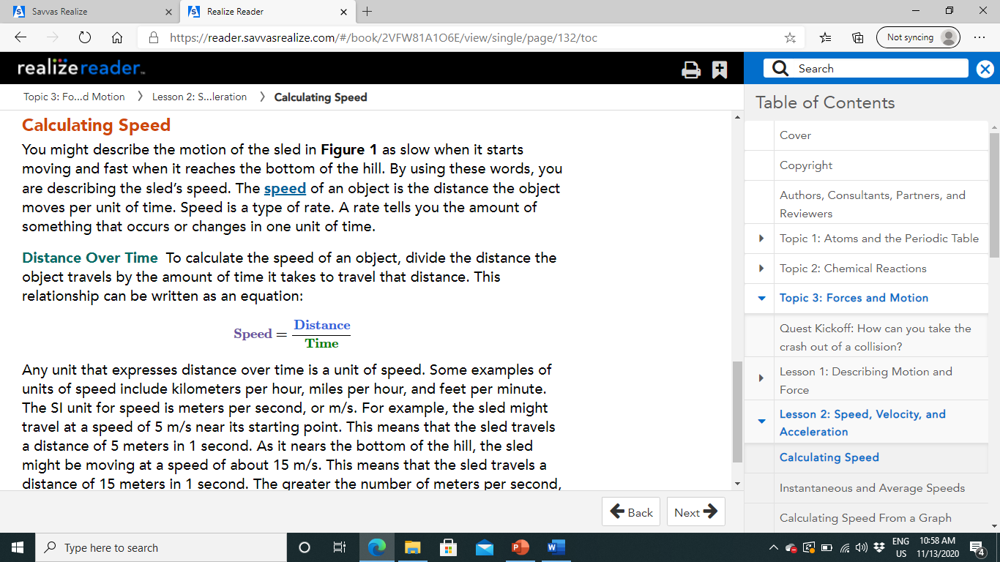 Savvas Realize
Realize Reader
https://reader.savvasrealize.com/#/book/2VFW81A1O6E/view/single/page/132/toc
Not syncing
realizereader™
Search
Topic 3: Fo...d Motion
Lesson 2: S...leration
Calculating Speed
Calculating Speed
You might describe the motion of the sled in Figure 1 as slow when it starts
moving and fast when it reaches the bottom of the hill. By using these words, you
are describing the sled's speed. The speed of an object is the distance the object
moves per unit of time. Speed is a type of rate. A rate tells you the amount of
something that occurs or changes in one unit of time.
Distance Over Time To calculate the speed of an object, divide the distance the
object travels by the amount of time it takes to travel that distance. This
relationship can be written as an equation:
Speed = Distance
Time
Any unit that expresses distance over time is a unit of speed. Some examples of
units of speed include kilometers per hour, miles per hour, and feet per minute.
The SI unit for speed is meters per second, or m/s. For example, the sled might
travel at a speed of 5 m/s near its starting point. This means that the sled travels
a distance of 5 meters in 1 second. As it nears the bottom of the hill, the sled
might be moving at a speed of about 15 m/s. This means that the sled travels a
distance of 15 meters in 1 second. The greater the number of meters per second,
Back
Next
Table of Contents
Cover
Copyright
Authors, Consultants, Partners, and
Reviewers
Topic 1: Atoms and the Periodic Table
Topic 2: Chemical Reactions
Topic 3: Forces and Motion
Quest Kickoff: How can you take the
crash out of a collision?
Lesson 1: Describing Motion and
Force
Lesson 2: Speed, Velocity, and
Acceleration
Calculating Speed
Instantaneous and Average Speeds
Calculating Speed From a Graph
Type here to search
ENG
US
10:58 AM
11/13/2020
4